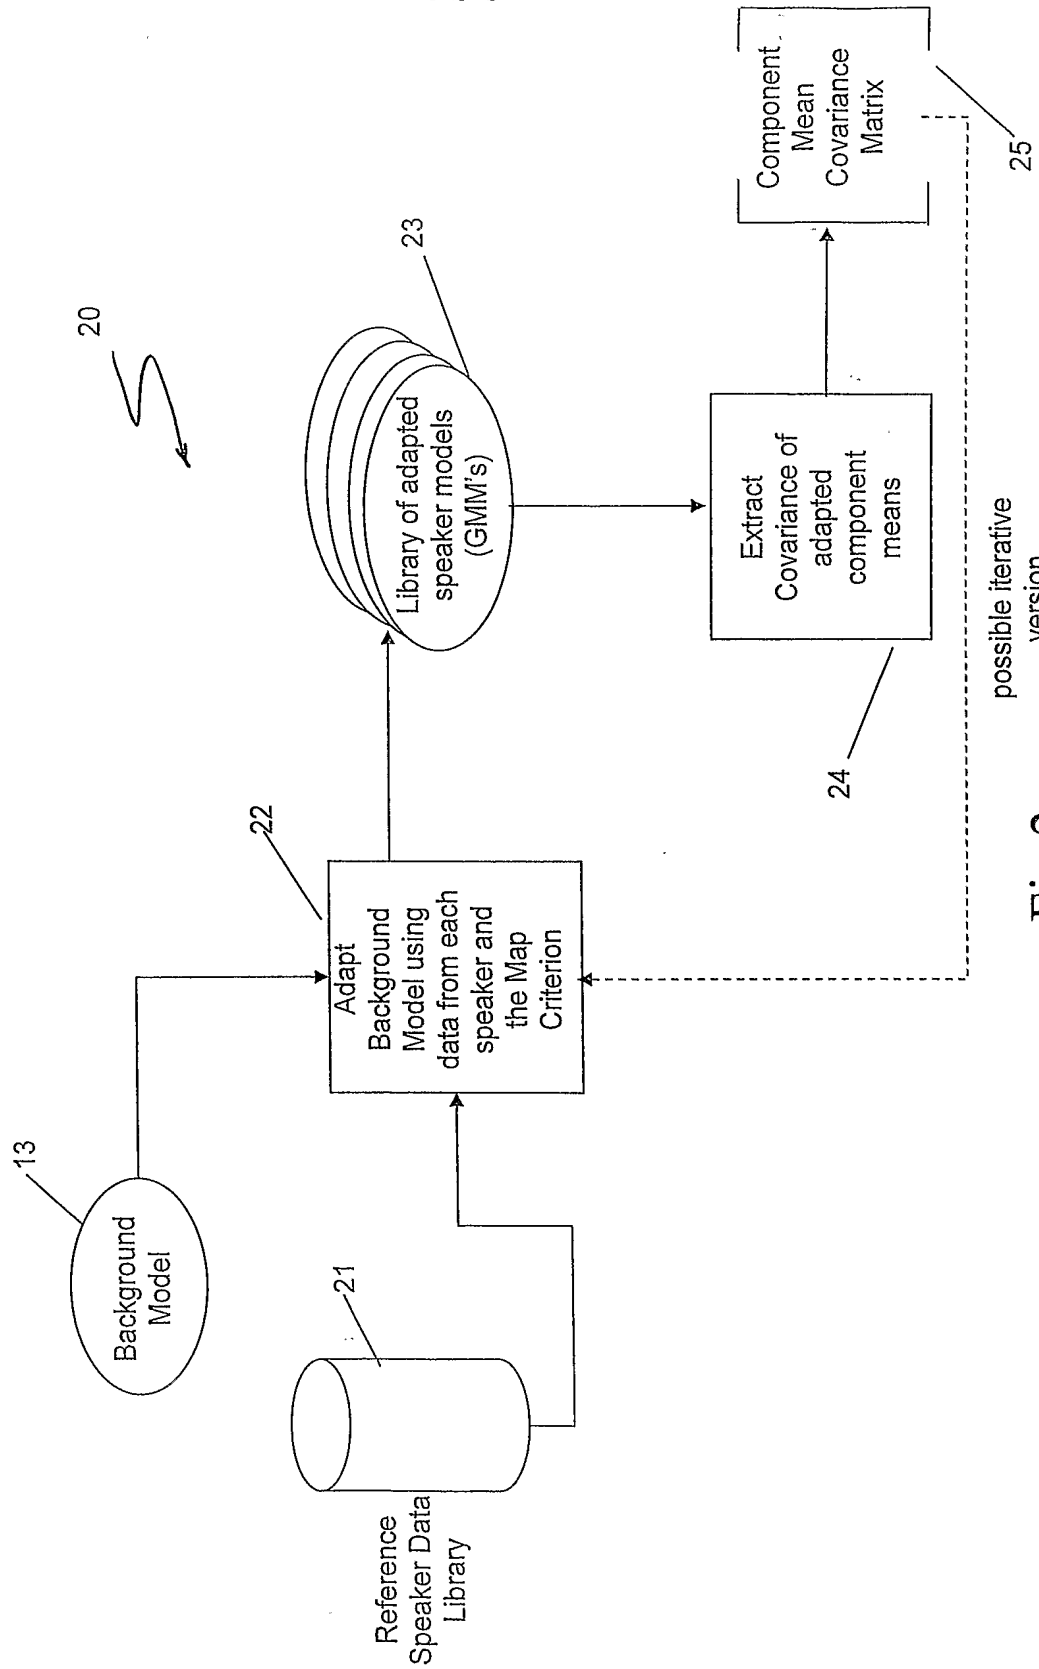 20
13
Background
Model
22
Adapt
Background
Model using
data from each
speaker and
the Map
Criterion
21
Reference
Speaker Data
Library
23
Library of adapted
speaker models
(GMM's)
24
Extract
Covariance of
adapted
component
means
Component
Mean
Covariance
Matrix
25
possible iterative
version